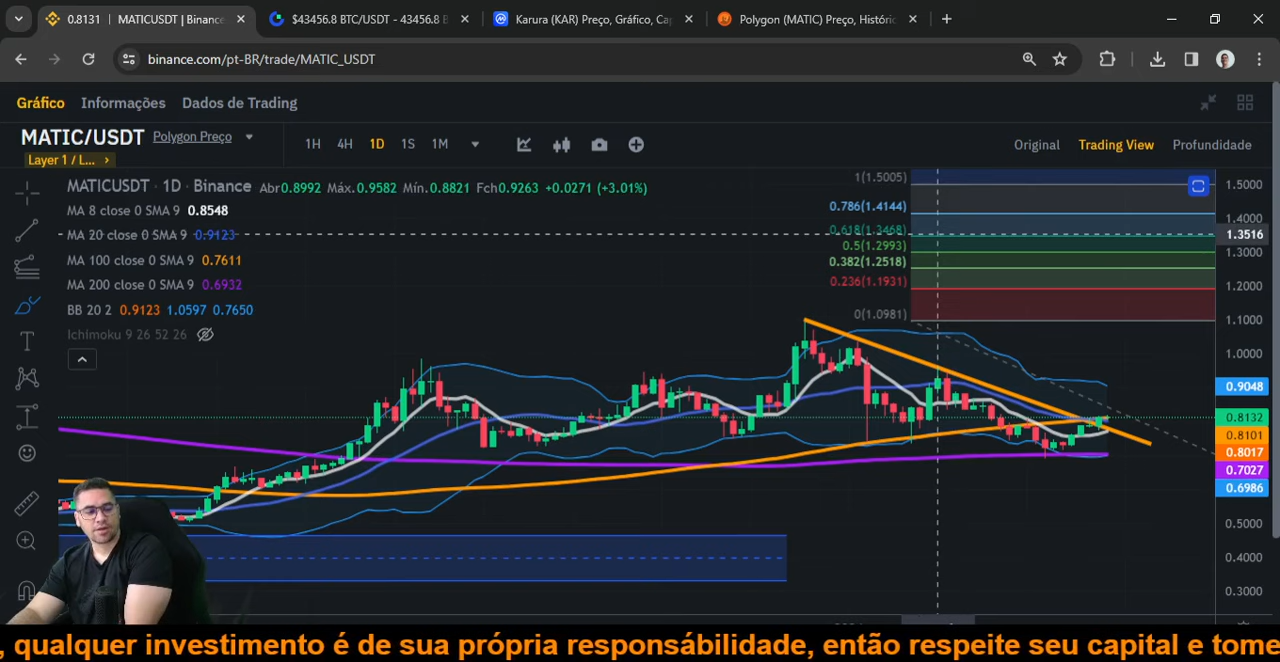 0.8131 | MATICUSDT | Binance
$43456.8 BTC/USDT - 43456.8 B
Karura (KAR) Preço, Gráfico, Ca
Polygon (MATIC) Preço, Históric
binance.com/pt-BR/trade/MATIC_USDT
Gráfico Informações Dados de Trading
MATIC/USDT Polygon Preço
Layer 1 / L... >
1H 4H 1D 1S 1M
Original Trading View Profundidade
MATICUSDT · 1D · Binance Abr0.8992 Máx.0.9582 Mín.0.8821 Fch0.9263 +0.0271 (+3.01%)
MA 8 close 0 SMA 9 0.8548
MA 20 close 0 SMA 9 0.9123
MA 100 close 0 SMA 9 0.7611
MA 200 close 0 SMA 9 0.6932
BB 20 2 0.9123 1.0597 0.7650
Ichimoku 9 26 52 26
1(1.5005)
0.786(1.4144)
0.618(1.3468)
0.5(1.2993)
0.382(1.2518)
0.236(1.1931)
0(1.0981)
1.5000
1.4000
1.3516
1.3000
1.2000
1.1000
1.0000
0.9048
0.8132
0.8101
0.8017
0.7027
0.6986
0.5000
0.4000
0.3000
, qualquer investimento é de sua própria responsábilidade, então respeite seu capital e tome